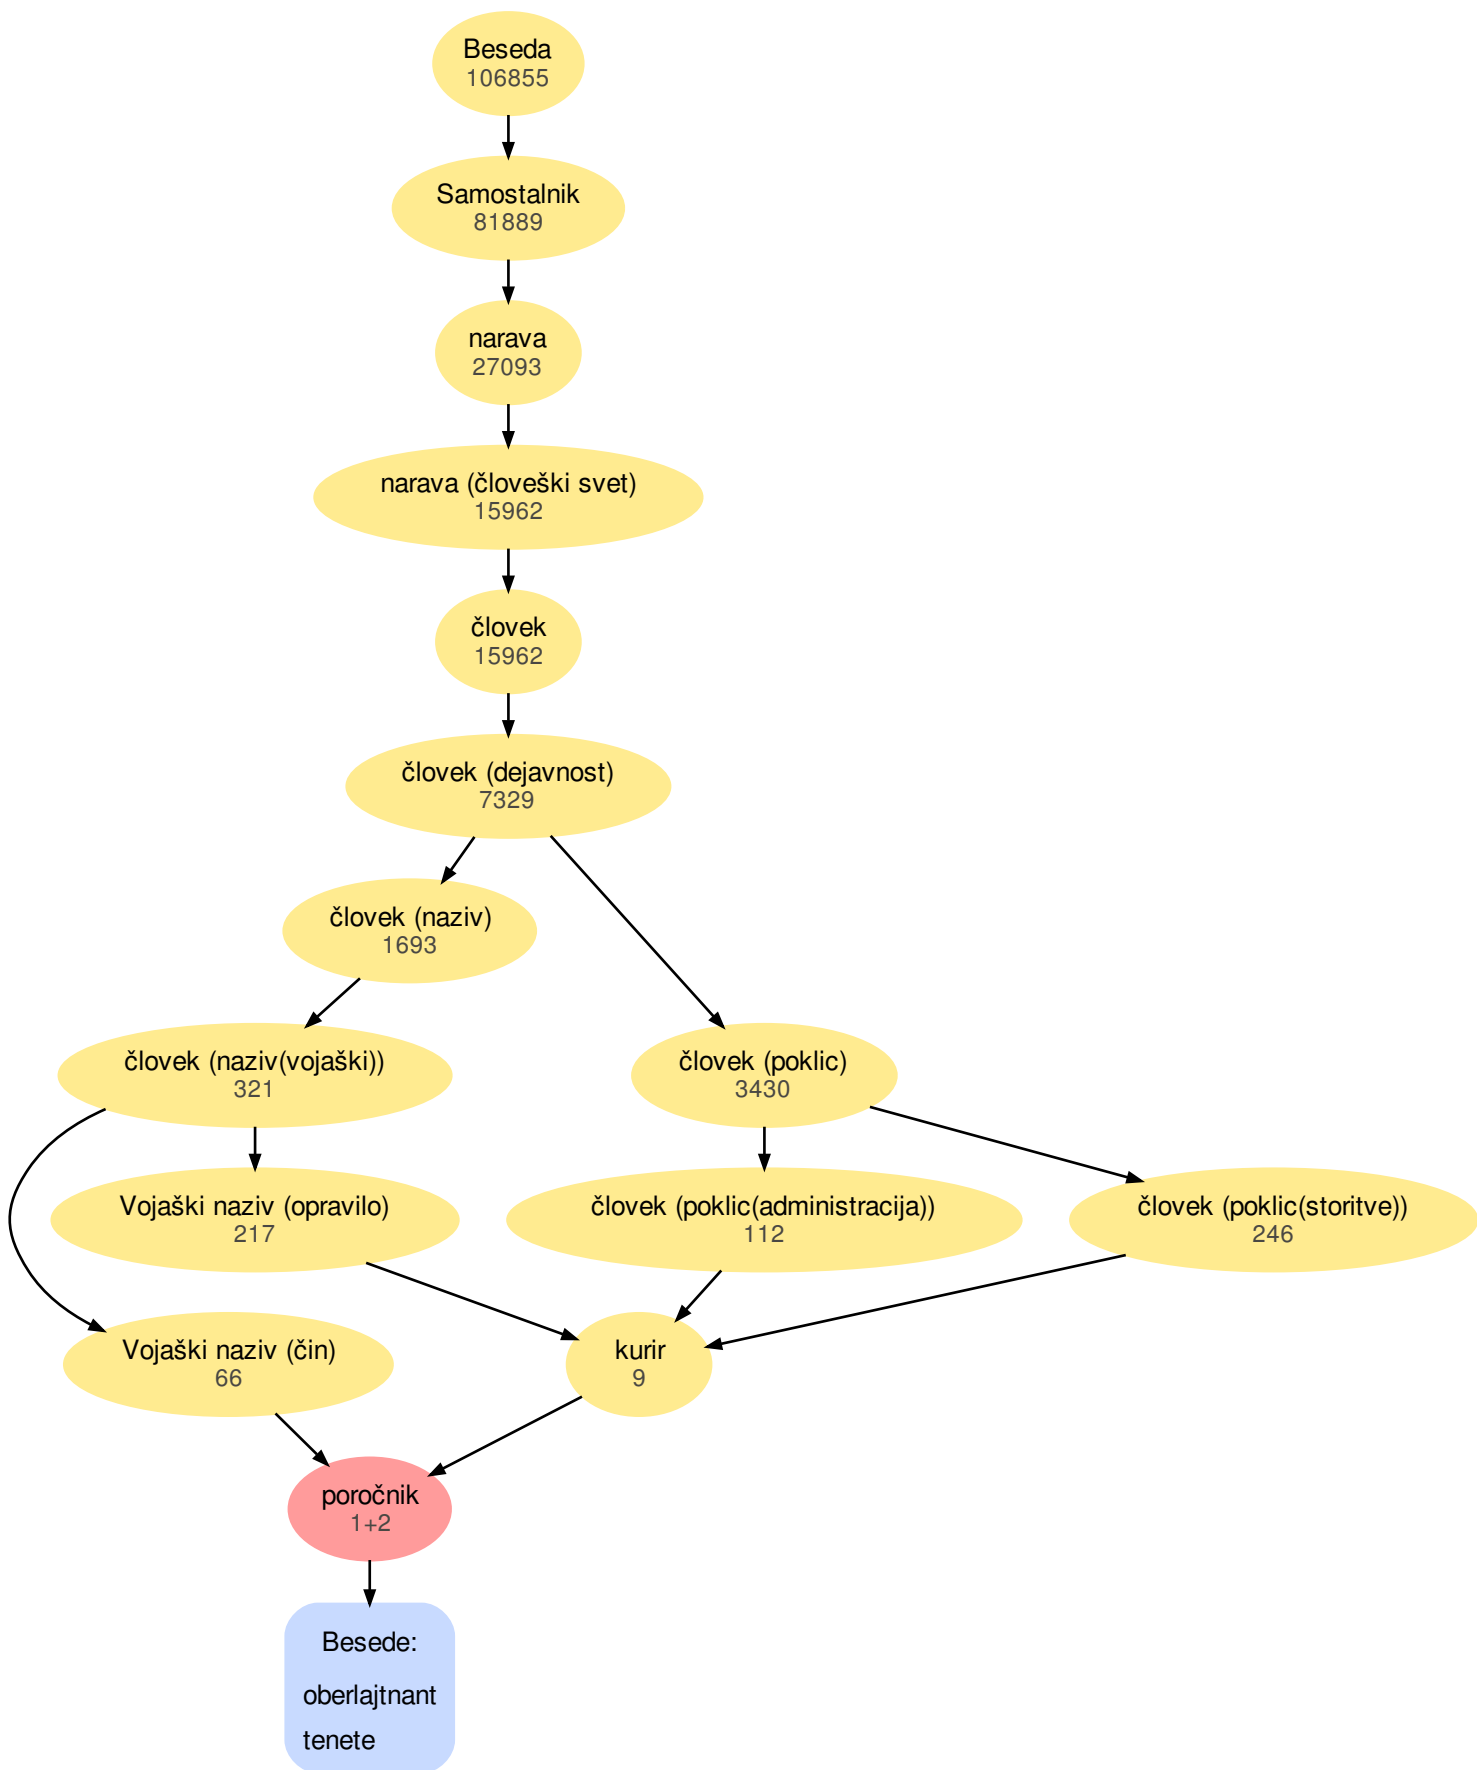 Beseda
106855
Samostalnik
81889
narava
27093
narava (človeški svet)
15962
človek
15962
človek (dejavnost)
7329
človek (naziv)
1693
človek (naziv(vojaški))
321
človek (poklic)
3430
Vojaški naziv (opravilo)
217
človek (poklic(administracija))
112
človek (poklic(storitve))
246
Vojaški naziv (čin)
66
kurir
9
poročnik
1+2
Besede:
oberlajtnant
tenete